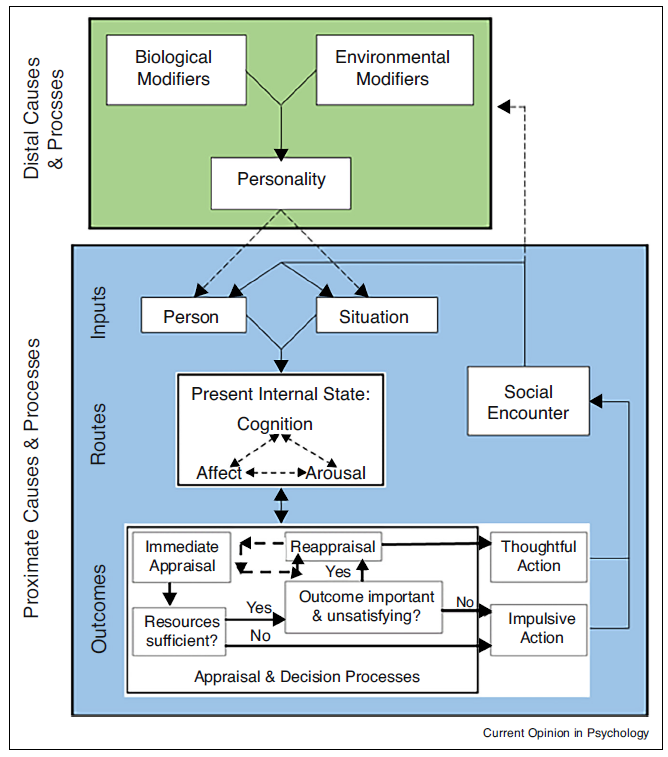 Distal Causes
& Procsses
Biological
Modifiers
Environmental
Modifiers
Personality
Proximate Causes & Processes
Inputs
Person
Situation
Routes
Present Internal State:
Cognition
Affect
Arousal
Social
Encounter
Outcomes
Immediate
Appraisal
Reappraisal
Thoughtful
Action
Yes
Resources
sufficient?
Yes
No
Outcome important
& unsatisfying?
No
Impulsive
Action
Appraisal & Decision Processes
Current Opinion in Psychology